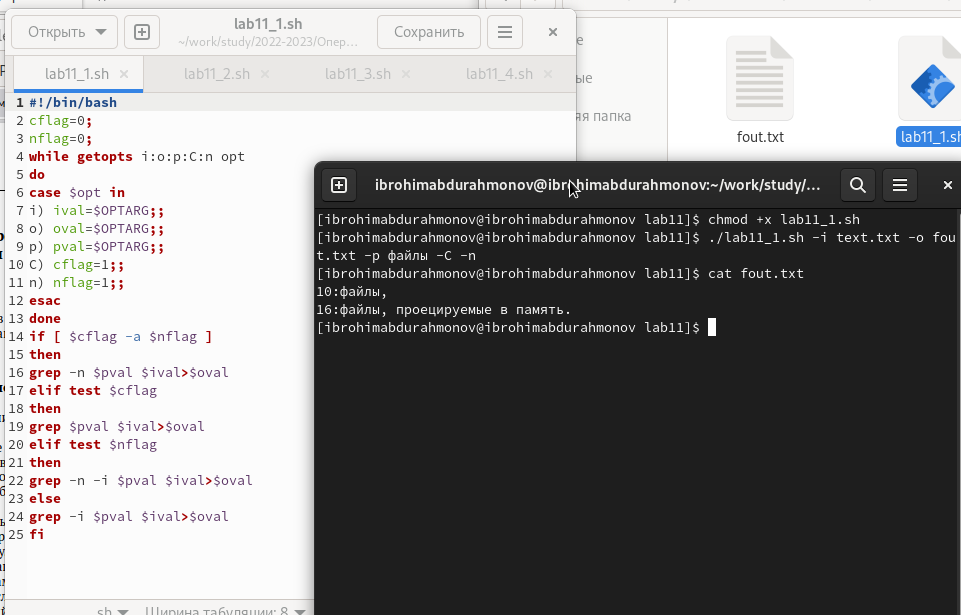 Открыть
lab11_1.sh
~/work/study/2022-2023/Опер...
Сохранить
lab11_1.sh
lab11_2.sh
lab11_3.sh
lab11_4.sh
1 #!/bin/bash
2 cflag=0;
3 nflag=0;
4 while getopts i:o:p:C:n opt
5 do
6 case $opt in
7 i) ival=$OPTARG;;
8 o) oval=$OPTARG;;
9 p) pval=$OPTARG;;
10 C) cflag=1;;
11 n) nflag=1;;
12 esac
13 done
14 if [ $cflag -a $nflag ]
15 then
16 grep -n $pval $ival>$oval
17 elif test $cflag
18 then
19 grep $pval $ival>$oval
20 elif test $nflag
21 then
22 grep -n -i $pval $ival>$oval
23 else
24 grep -i $pval $ival>$oval
25 fi
sh
Ширина табуляции: 8
папка
fout.txt
lab11_1.sh
ibrohimabdurahmonov@ibrohimabdurahmonov:~/work/study/...
[ibrohimabdurahmonov@ibrohimabdurahmonov lab11]$ chmod +x lab11_1.sh
[ibrohimabdurahmonov@ibrohimabdurahmonov lab11]$ ./lab11_1.sh -i text.txt -o fou
t.txt -p файлы -C -n
[ibrohimabdurahmonov@ibrohimabdurahmonov lab11]$ cat fout.txt
10:файлы,
16:файлы, проецируемые в память.
[ibrohimabdurahmonov@ibrohimabdurahmonov lab11]$